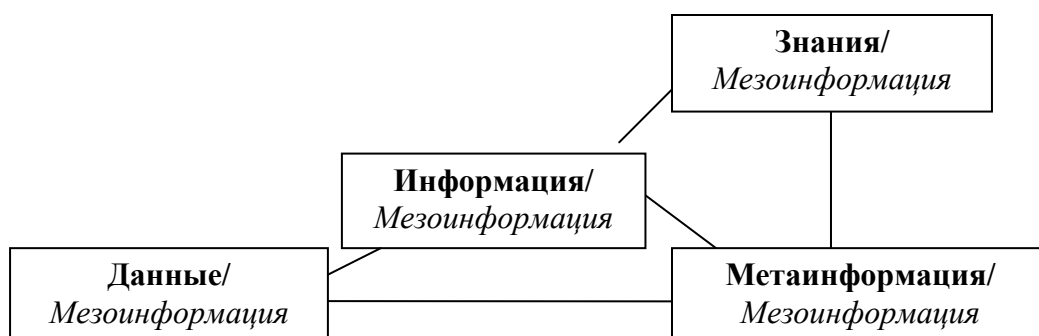 Знания/
Мезоинформация
Информация/
Мезоинформация
Данные/
Мезоинформация
Метаинформация/
Мезоинформация